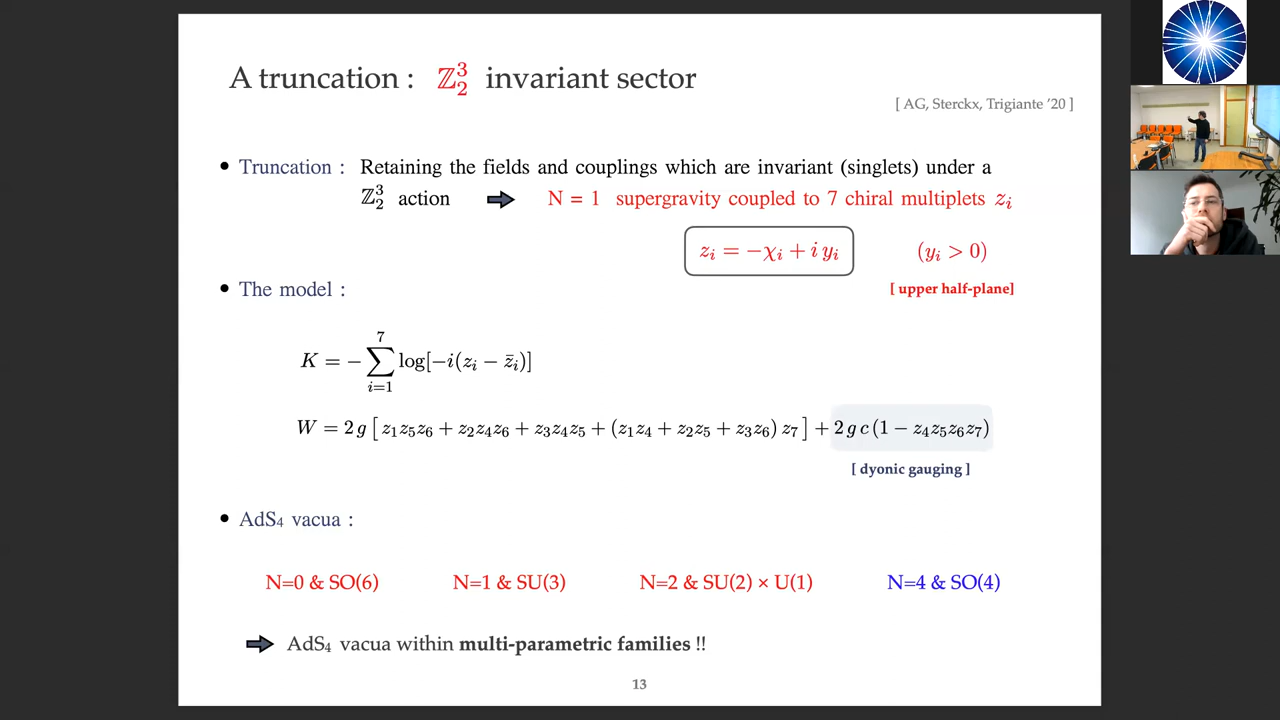 A truncation : ℤ₂³ invariant sector
[ AG, Sterckx, Trigiante '20 ]
• Truncation : Retaining the fields and couplings which are invariant (singlets) under a
ℤ₂³ action ⇒ N = 1 supergravity coupled to 7 chiral multiplets zᵢ
zᵢ = −χᵢ + i yᵢ (yᵢ > 0)
• The model : [ upper half-plane]
K = − ∑_{i=1}^{7} log[−i(zᵢ − z̄ᵢ)]
W = 2 g [ z₁z₅z₆ + z₂z₄z₆ + z₃z₄z₅ + (z₁z₄ + z₂z₅ + z₃z₆) z₇ ] + 2 g c (1 − z₄z₅z₆z₇)
[ dyonic gauging ]
• AdS₄ vacua :
N=0 & SO(6) N=1 & SU(3) N=2 & SU(2) × U(1) N=4 & SO(4)
⇒ AdS₄ vacua within multi-parametric families !!
13